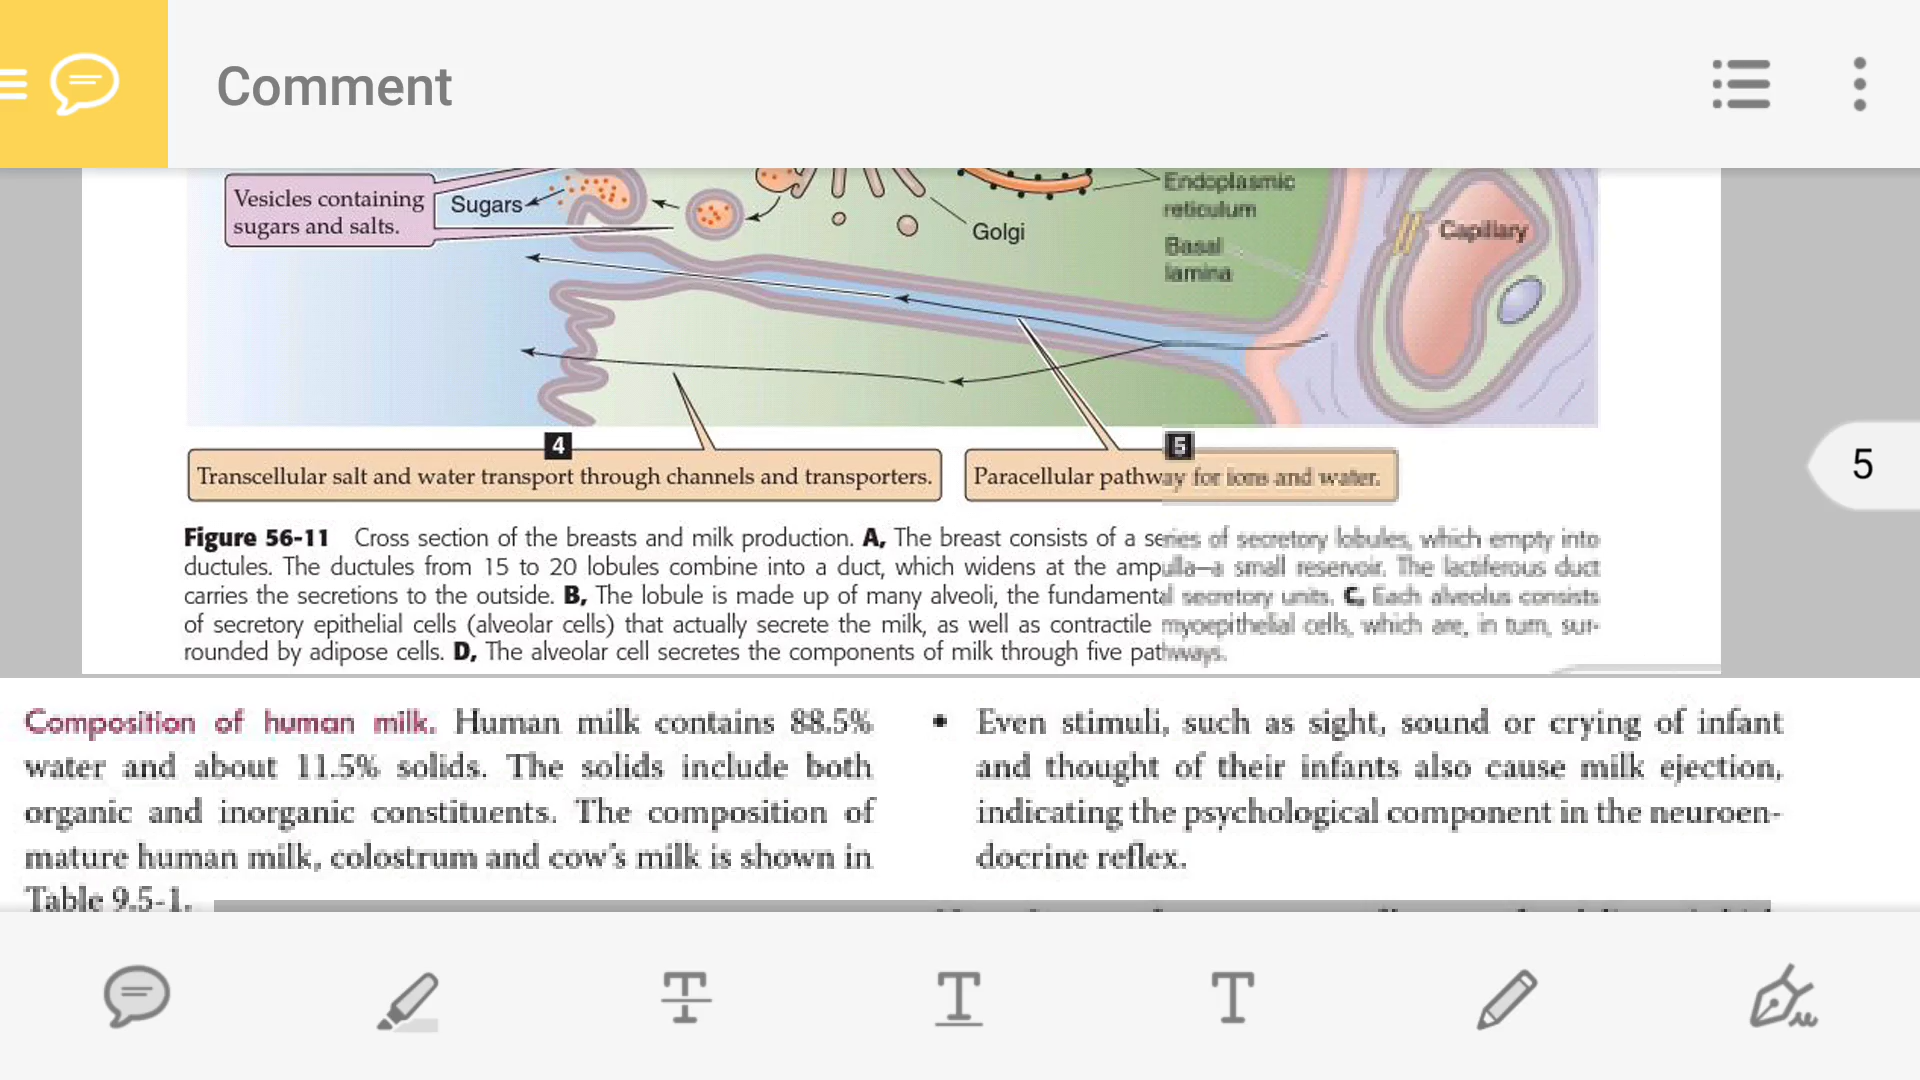 Comment
Vesicles containing
sugars and salts.
Sugars
Golgi
Endoplasmic
reticulum
Basal
lamina
Capillary
4
Transcellular salt and water transport through channels and transporters.
5
Paracellular pathway for ions and water.
5
Figure 56-11 Cross section of the breasts and milk production. A, The breast consists of a series of secretory lobules, which empty into
ductules. The ductules from 15 to 20 lobules combine into a duct, which widens at the ampulla—a small reservoir. The lactiferous duct
carries the secretions to the outside. B, The lobule is made up of many alveoli, the fundamental secretory units. C, Each alveolus consists
of secretory epithelial cells (alveolar cells) that actually secrete the milk, as well as contractile myoepithelial cells, which are, in turn, sur-
rounded by adipose cells. D, The alveolar cell secretes the components of milk through five pathways.
Composition of human milk. Human milk contains 88.5%
water and about 11.5% solids. The solids include both
organic and inorganic constituents. The composition of
mature human milk, colostrum and cow's milk is shown in
Table 9.5-1.
• Even stimuli, such as sight, sound or crying of infant
and thought of their infants also cause milk ejection,
indicating the psychological component in the neuroen-
docrine reflex.